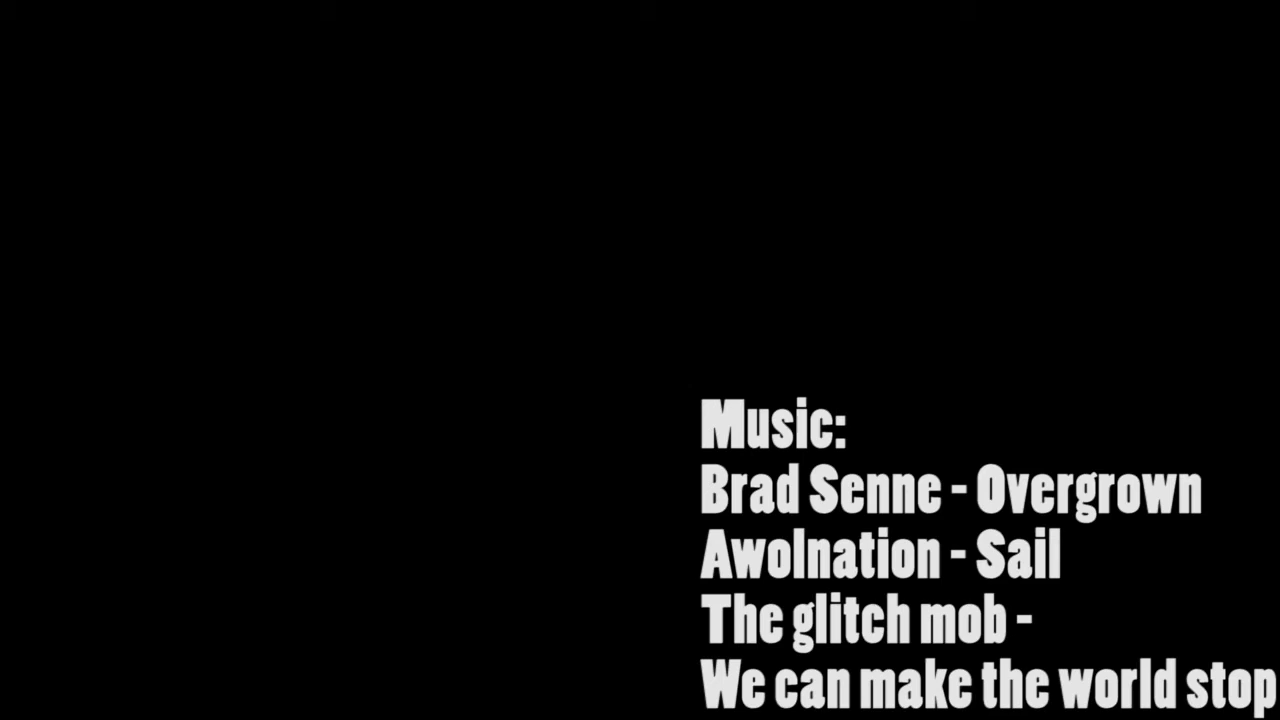 Music:
Brad Senne - Overgrown
Awolnation - Sail
The glitch mob -
We can make the world stop